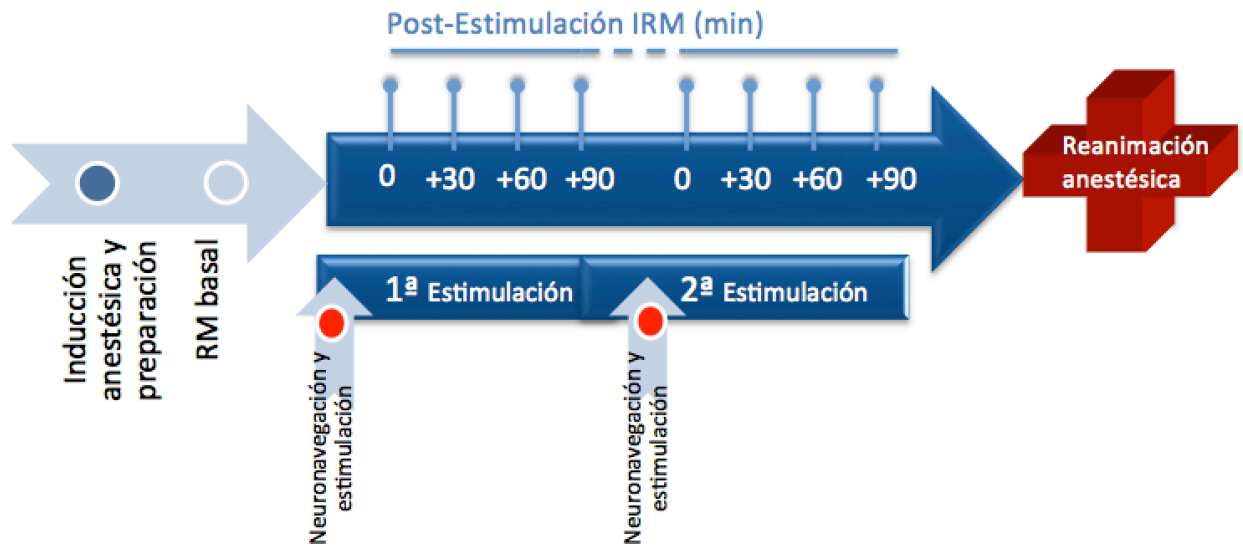 Post-Estimulación IRM (min)
0 +30 +60 +90 0 +30 +60 +90
Reanimación
anestésica
Inducción
anestésica y
preparación
RM basal
1ª Estimulación
2ª Estimulación
Neuronavegación y
estimulación
Neuronavegación y
estimulación